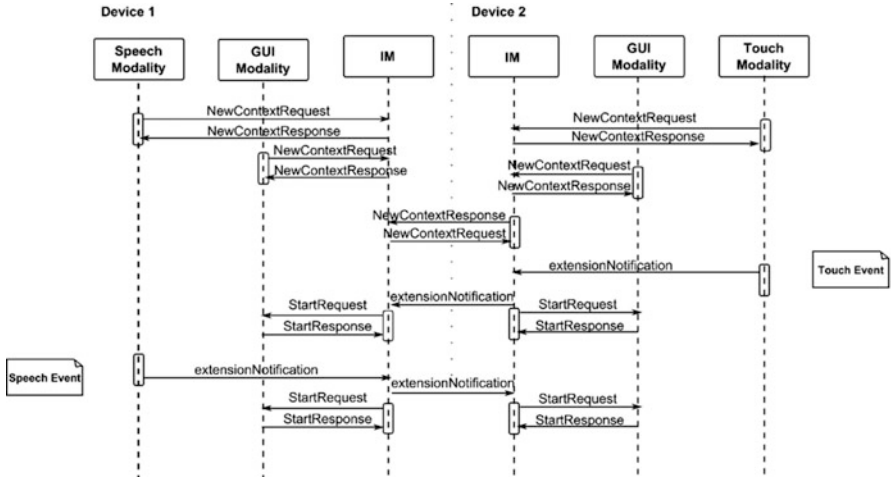 Device 1
Device 2
Speech
Modality
GUI
Modality
IM
IM
GUI
Modality
Touch
Modality
NewContextRequest
NewContextRequest
NewContextResponse
NewContextResponse
NewContextRequest
NewContextRequest
NewContextResponse
NewContextResponse
NewContextResponse
NewContextRequest
extensionNotification
Touch Event
extensionNotification
StartRequest
StartRequest
StartResponse
StartResponse
extensionNotification
Speech Event
extensionNotification
StartRequest
StartRequest
StartResponse
StartResponse